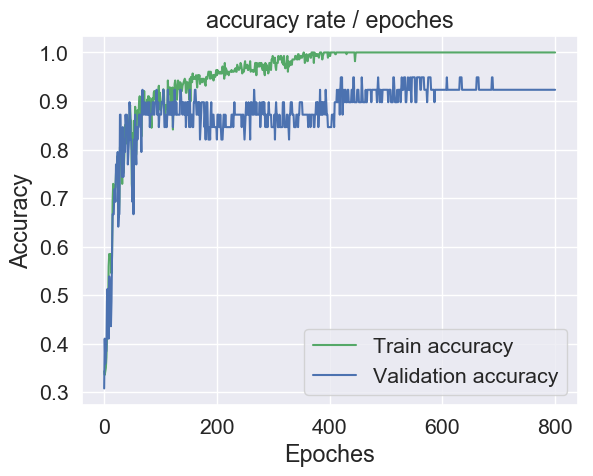 accuracy rate / epoches
1.0
0.9
0.8
0.7
0.6
0.5
0.4
0.3
Accuracy
Train accuracy
Validation accuracy
0
200
400
600
800
Epoches